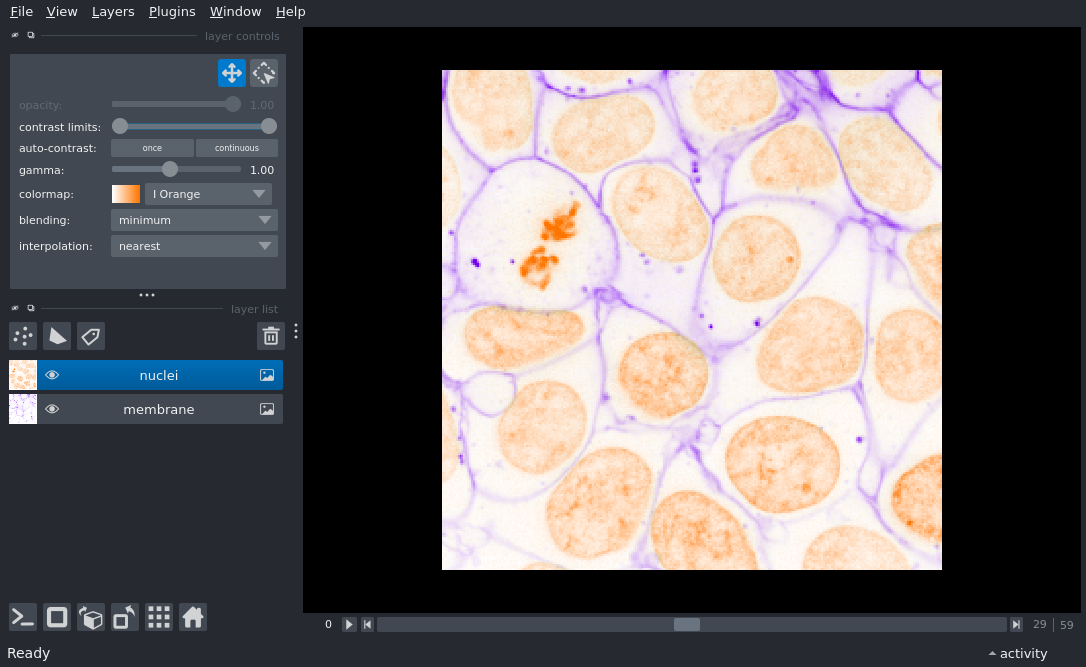 File View Layers Plugins Window Help
layer controls
opacity: 1.00
contrast limits:
auto-contrast: once continuous
gamma: 1.00
colormap: I Orange
blending: minimum
interpolation: nearest
layer list
nuclei
membrane
0 29 59
Ready activity